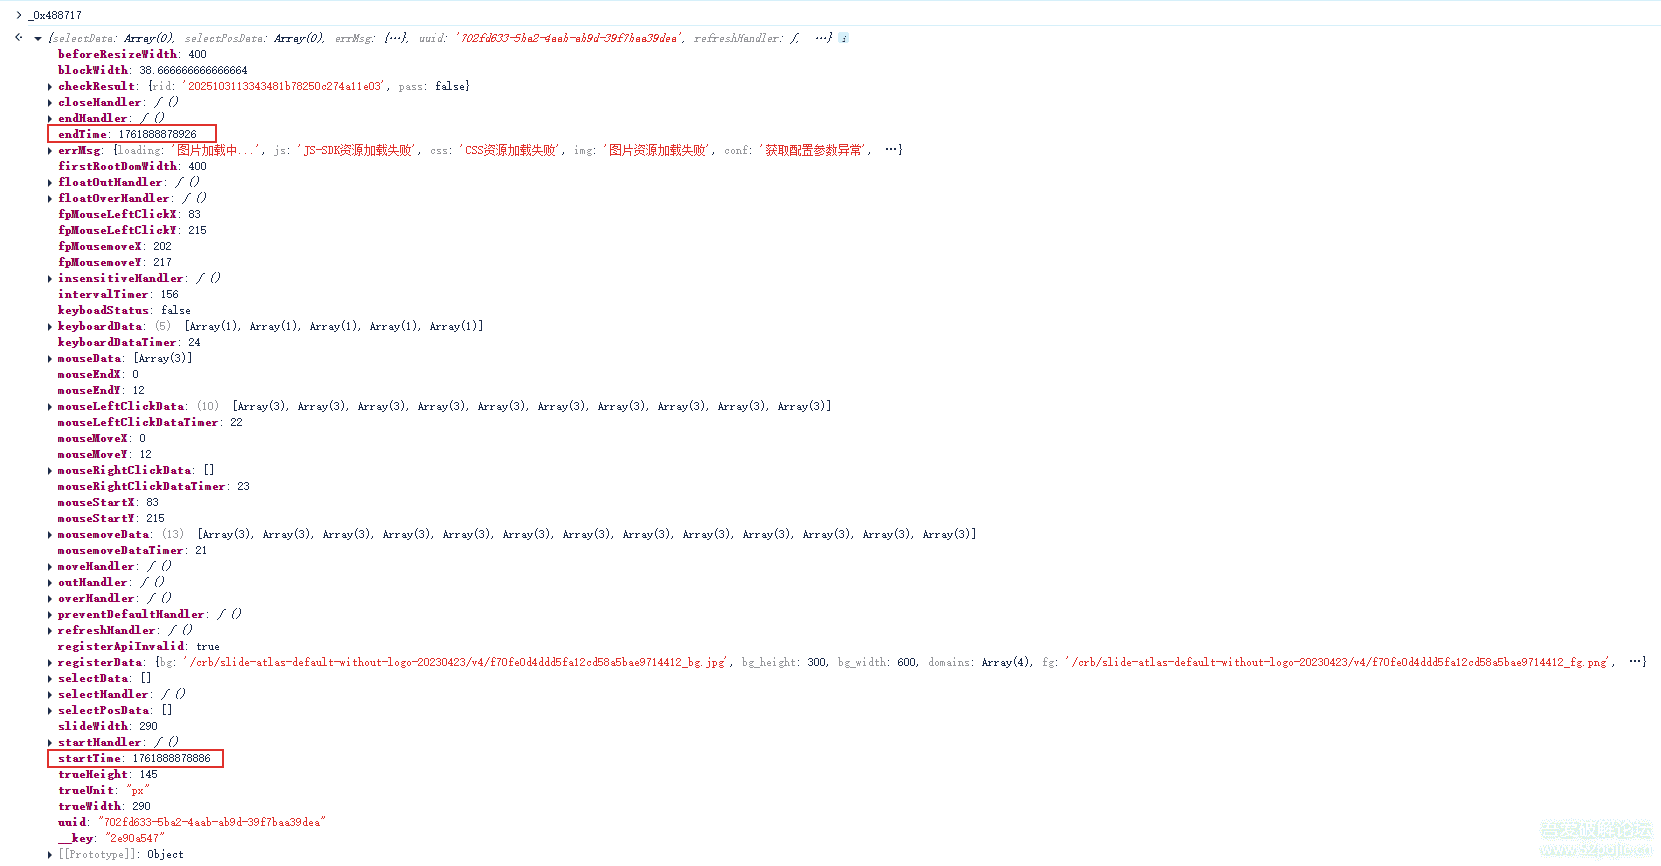 > _0x488717
{selectData: Array(0), selectPosData: Array(0), errMsg: {…}, uuid: '702fd633-5ba2-4aab-ab9d-39f7baa39dea', refreshHandler: ƒ, …} i
beforeResizeWidth: 400
blockWidth: 38.666666666666664
checkResult: {rid: '2025103113343481b78250c274a11e03', pass: false}
closeHandler: ƒ ()
endHandler: ƒ ()
endTime: 1761888878926
errMsg: {loading: '图片加载中...', js: 'JS-SDK资源加载失败', css: 'CSS资源加载失败', img: '图片资源加载失败', conf: '获取配置参数异常', …}
firstRootDomWidth: 400
floatOutHandler: ƒ ()
floatOverHandler: ƒ ()
fpMouseLeftClickX: 83
fpMouseLeftClickY: 215
fpMousemoveX: 202
fpMousemoveY: 217
insensitiveHandler: ƒ ()
intervalTimer: 156
keyboadStatus: false
keyboardData: (5) [Array(1), Array(1), Array(1), Array(1), Array(1)]
keyboardDataTimer: 24
mouseData: [Array(3)]
mouseEndX: 0
mouseEndY: 12
mouseLeftClickData: (10) [Array(3), Array(3), Array(3), Array(3), Array(3), Array(3), Array(3), Array(3), Array(3), Array(3)]
mouseLeftClickDataTimer: 22
mouseMoveX: 0
mouseMoveY: 12
mouseRightClickData: []
mouseRightClickDataTimer: 23
mouseStartX: 83
mouseStartY: 215
mousemoveData: (13) [Array(3), Array(3), Array(3), Array(3), Array(3), Array(3), Array(3), Array(3), Array(3), Array(3), Array(3), Array(3), Array(3)]
mousemoveDataTimer: 21
moveHandler: ƒ ()
outHandler: ƒ ()
overHandler: ƒ ()
preventDefaultHandler: ƒ ()
refreshHandler: ƒ ()
registerApiInvalid: true
registerData: {bg: '/crb/slide-atlas-default-without-logo-20230423/v4/f70fe0d4ddd5fa12cd58a5bae9714412_bg.jpg', bg_height: 300, bg_width: 600, domains: Array(4), fg: '/crb/slide-atlas-default-without-logo-20230423/v4/f70fe0d4ddd5fa12cd58a5bae9714412_fg.png', …}
selectData: []
selectHandler: ƒ ()
selectPosData: []
slideWidth: 290
startHandler: ƒ ()
startTime: 1761888878886
trueHeight: 145
trueUnit: "px"
trueWidth: 290
uuid: "702fd633-5ba2-4aab-ab9d-39f7baa39dea"
__key: "2e90a547"
[[Prototype]]: Object
吾爱破解论坛
www.52pojie.cn